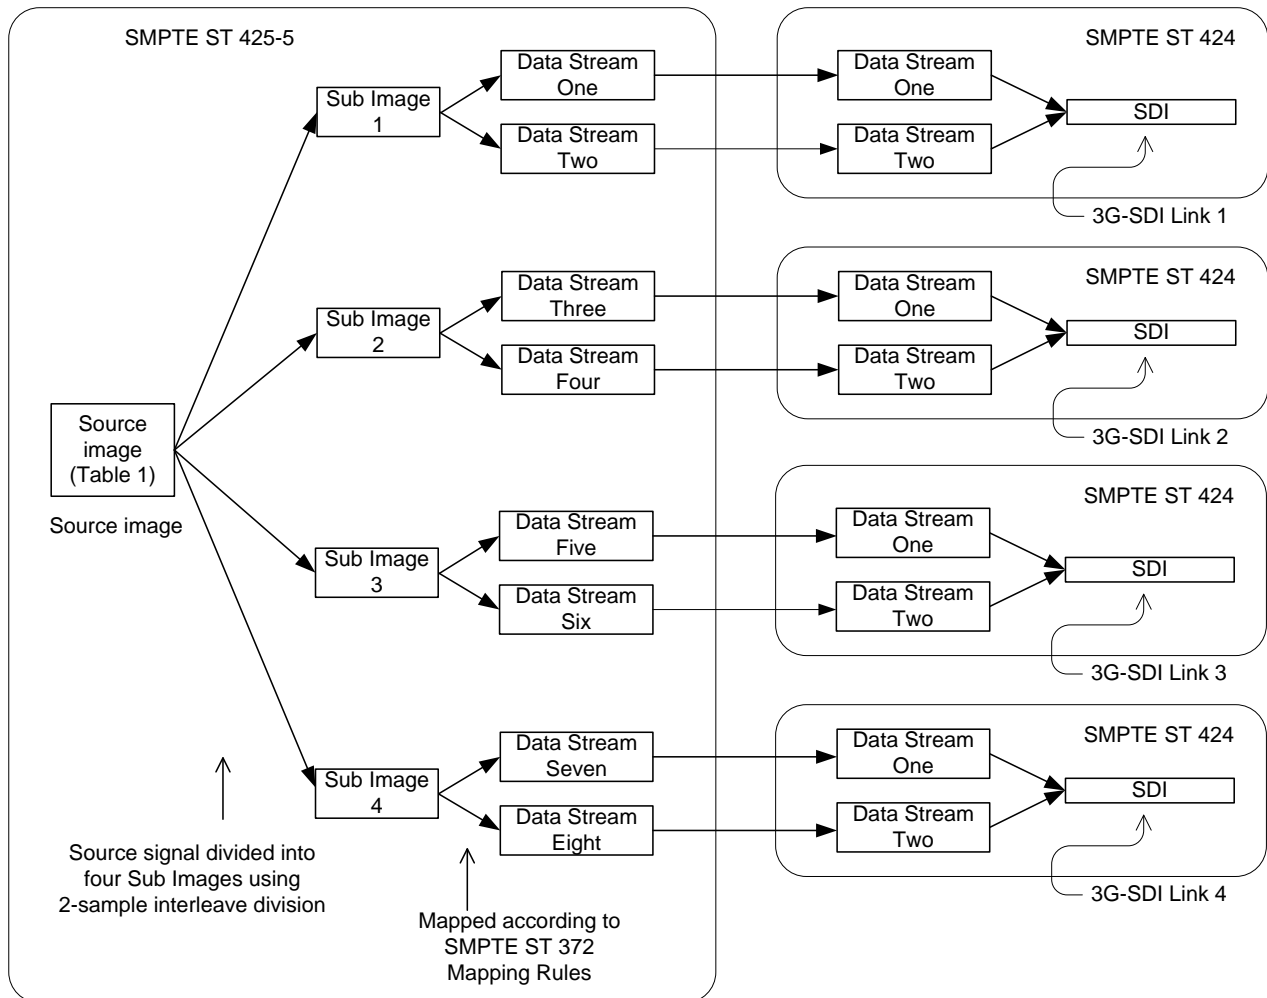 SMPTE ST 425-5
Source
image
(Table 1)
Source image
Source signal divided into
four Sub Images using
2-sample interleave division
Sub Image
1
Sub Image
2
Sub Image
3
Sub Image
4
Data Stream
One
Data Stream
Two
Data Stream
Three
Data Stream
Four
Data Stream
Five
Data Stream
Six
Data Stream
Seven
Data Stream
Eight
Mapped according to
SMPTE ST 372
Mapping Rules
SMPTE ST 424
Data Stream
One
Data Stream
Two
SDI
3G-SDI Link 1
SMPTE ST 424
Data Stream
One
Data Stream
Two
SDI
3G-SDI Link 2
SMPTE ST 424
Data Stream
One
Data Stream
Two
SDI
3G-SDI Link 3
SMPTE ST 424
Data Stream
One
Data Stream
Two
SDI
3G-SDI Link 4